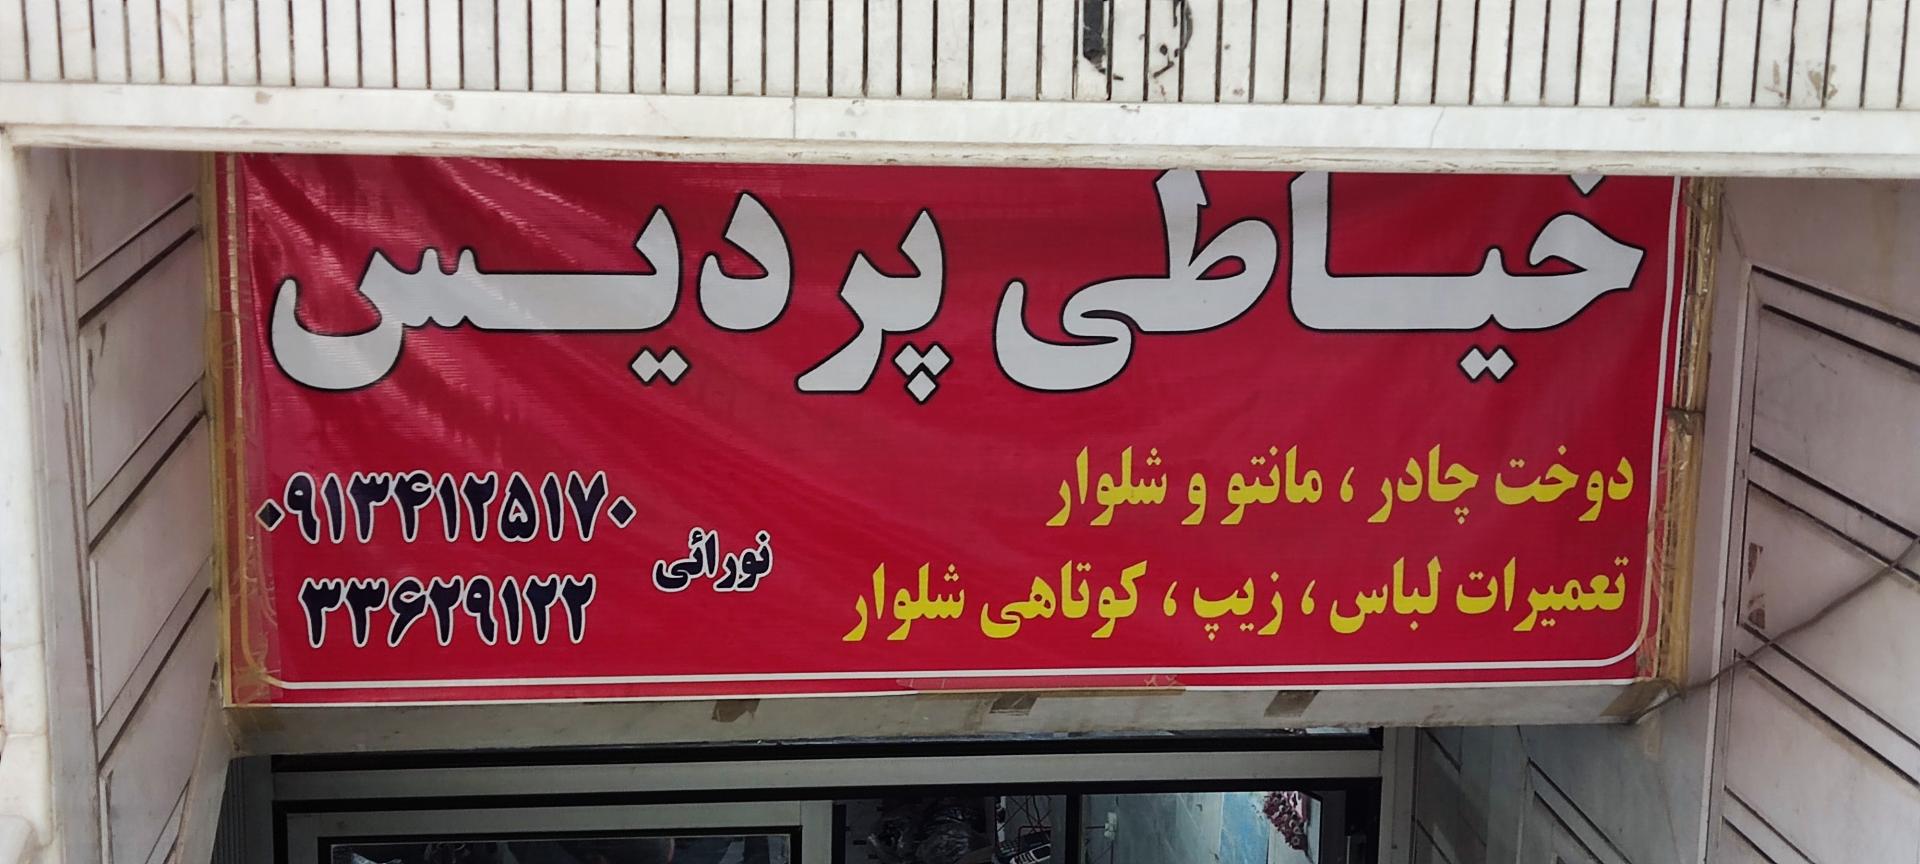 خیاطی پردیس
دوخت چادر ، مانتو و شلوار
تعمیرات لباس ، زیپ ، کوتاهی شلوار
نورائی
۰۹۱۳۴۱۲۵۱۷۰
۳۳۶۲۹۱۲۲